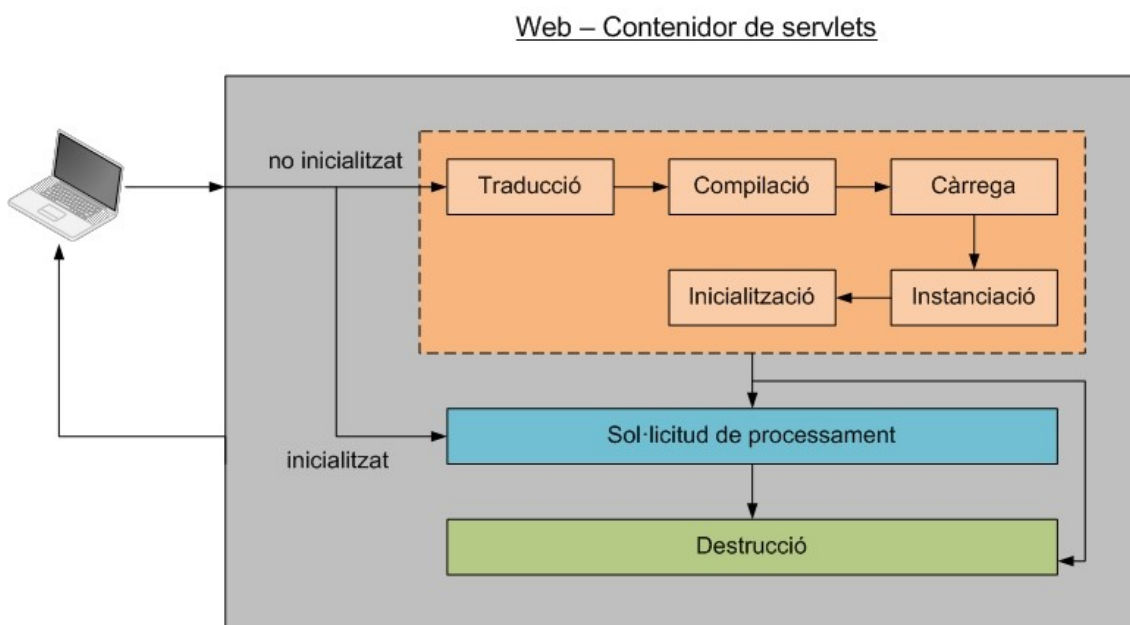 Web – Contenidor de servlets
no inicialitzat
Traducció
Compilació
Càrrega
Inicialització
Instanciació
Sol·licitud de processament
inicialitzat
Destrucció